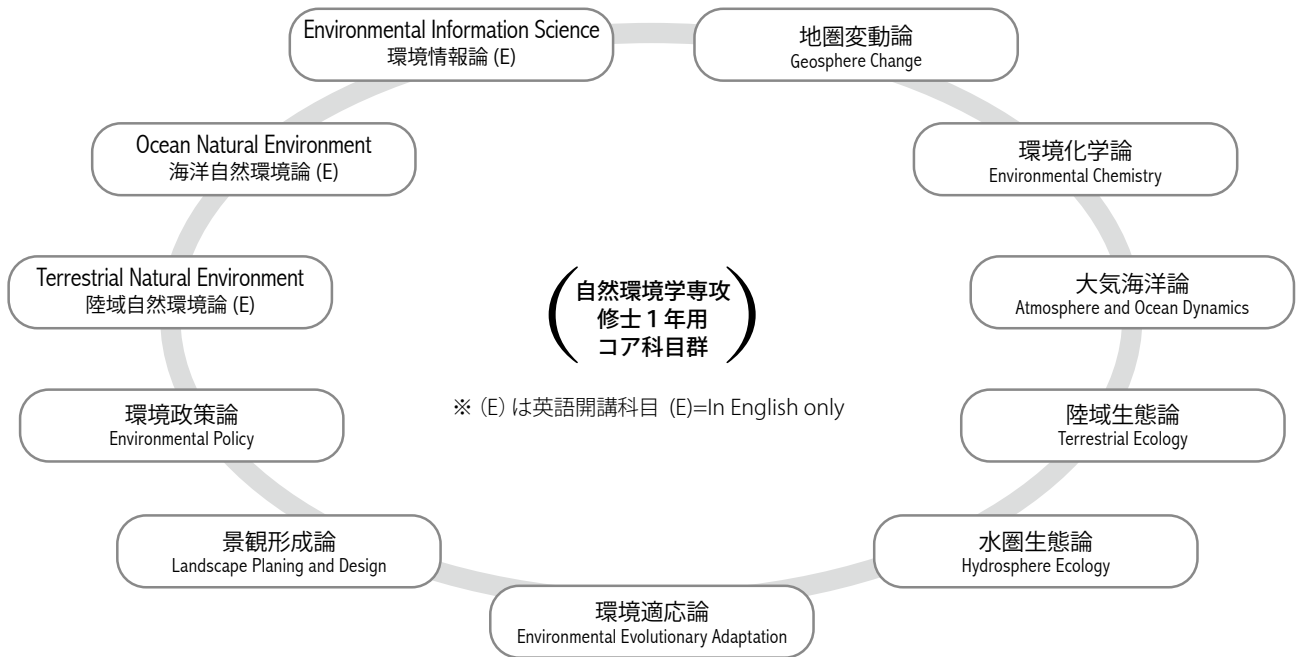 Environmental Information Science
環境情報論 (E)
地圏変動論
Geosphere Change
Ocean Natural Environment
海洋自然環境論 (E)
環境化学論
Environmental Chemistry
Terrestrial Natural Environment
陸域自然環境論 (E)
自然環境学専攻
修士1年用
コア科目群
大気海洋論
Atmosphere and Ocean Dynamics
※ (E) は英語開講科目 (E)=In English only
環境政策論
Environmental Policy
陸域生態論
Terrestrial Ecology
景観形成論
Landscape Planing and Design
水圏生態論
Hydrosphere Ecology
環境適応論
Environmental Evolutionary Adaptation